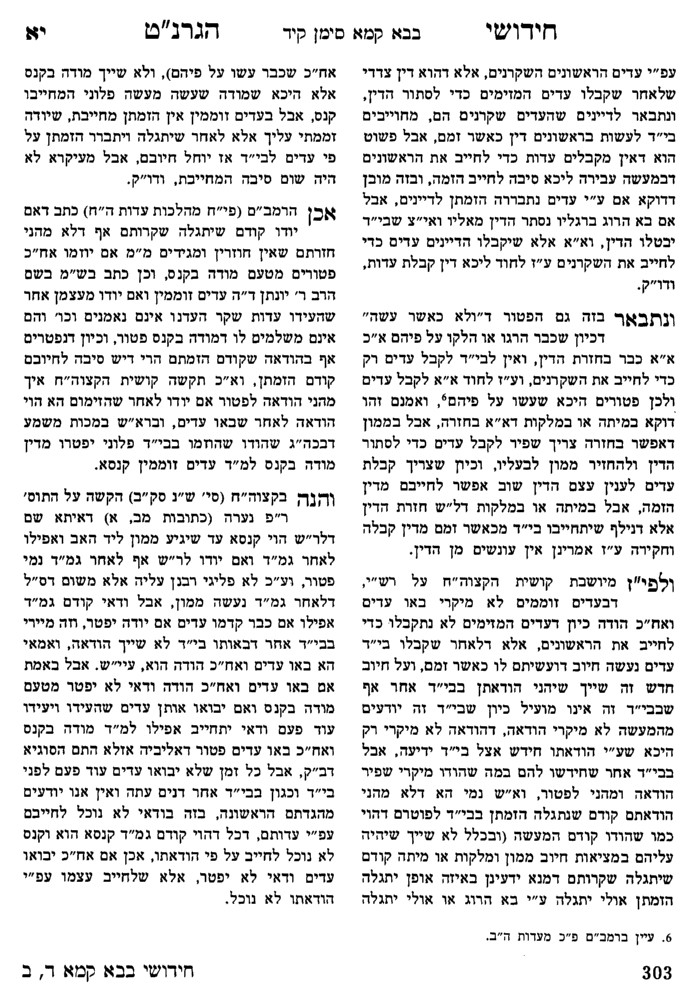 חידושי   בבא קמא סימן קיד   הגרנ"ט   יא
עפ"י עדים הראשונים השקרנים, אלא דהוא דין צדדי
שלאחר שקבלו עדים המזימים כדי לסתור הדין,
ונתבאר לדיינים שהעדים שקרנים הם, מחוייבים
בי"ד לעשות בראשונים דין כאשר זמם, אבל פשוט
הוא דאין מקבלים עדות כדי לחייב את הראשונים
דבמעשה עבירה ליכא סיבה לחייב הזמה, ובזה מובן
דדוקא אם ע"י עדים נתבררה הזמתן לדיינים, אבל
אם בא הרוג ברגליו נסתר הדין מאליו ואי"צ שבי"ד
יבטלו הדין, וא"א אלא שיקבלו הדיינים עדים כדי
לחייב את השקרנים ע"ז לחוד ליכא דין קבלת עדות,
ודו"ק.
ונתבאר בזה גם הפטור ד"ולא כאשר עשה"
דכיון שכבר הרגו או הלקו על פיהם א"כ
א"א כבר בחזרת הדין, ואין לבי"ד לקבל עדים רק
כדי לחייב את השקרנים, וע"ז לחוד א"א לקבל עדים
ולכן פטורים היכא שעשו על פיהם6, ואמנם זהו
דוקא במיתה או במלקות דא"א בחזרה, אבל בממון
דאפשר בחזרה צריך שפיר לקבל עדים כדי לסתור
הדין ולהחזיר ממון לבעליו, וכיון שצריך קבלת
עדים לענין עצם הדין שוב אפשר לחייבם מדין
הזמה, אבל במיתה או במלקות דל"ש חזרת הדין
אלא דנילף שיתחייבו בי"ד מכאשר זמם מדין קבלה
וחקירה ע"ז אמרינן אין עונשים מן הדין.
ולפי"ז מיושבת קושית הקצוה"ח על רש"י,
דבעדים זוממים לא מיקרי באו עדים
ואח"כ הודה כיון דעדים המזימים לא נתקבלו כדי
לחייב את הראשונים, אלא דלאחר שקבלו בי"ד
עדים נעשה חיוב דועשיתם לו כאשר זמם, ועל חיוב
חדש זה שייך שיהני הודאתן בבי"ד אחר אף
שבבי"ד זה אינו מועיל כיון שבי"ד זה יודעים
מהמעשה לא מיקרי הודאה, דהודאה לא מיקרי רק
היכא שע"י הודאתו חידש אצל בי"ד ידיעה, אבל
בבי"ד אחר שחידשו להם במה שהודו מיקרי שפיר
הודאה ומהני לפטור, וא"ש נמי הא דלא מהני
הודאתם קודם שנתגלה הזמתן בבי"ד לפוטרם דהוי
כמו שהודו קודם המעשה (ובכלל לא שייך שיהיה
עליהם במציאות חיוב ממון ומלקות או מיתה קודם
שיתגלה שקרותם דמנא ידעינן באיזה אופן יתגלה
הזמתן אולי יתגלה ע"י בא הרוג או אולי יתגלה
אח"כ שכבר עשו על פיהם), ולא שייך מודה בקנס
אלא היכא שמודה שעשה מעשה פלוני המחייבו
קנס, אבל בעדים זוממין אין הזמתן מחייבת, שיודה
זממתי עליך אלא לאחר שיתגלה ויתברר הזמתן על
פי עדים לבי"ד אז יוחל חיובם, אבל מעיקרא לא
היה שום סיבה המחייבת, ודו"ק.
אכן הרמב"ם (פי"ח מהלכות עדות ה"ח) כתב דאם
יודו קודם שיתגלה שקרותם אף דלא מהני
חזרתם שאין חוזרין ומגידים מ"מ אם יוזמו אח"כ
פטורים מטעם מודה בקנס, וכן כתב בש"מ בשם
הרב ר' יונתן ד"ה עדים זוממין ואם יודו מעצמן אחר
שהעידו עדות שקר העדנו אינם נאמנים וכו' והם
אינם משלמים לו דמודה בקנס פטור, וכיון דנפטרים
אף בהודאה שקודם הזמתם הרי דיש סיבה לחיובם
קודם הזמתן, וא"כ תקשה קושית הקצוה"ח איך
מהני הודאה לפטור אם יודו לאחר שהזימום הא הוי
הודאה לאחר שבאו עדים, וברא"ש במכות משמע
דבכה"ג שהודו שהוזמו בבי"ד פלוני יפטרו מדין
מודה בקנס למ"ד עדים זוממין קנסא.
והנה בקצוה"ח (סי' ש"נ סק"ב) הקשה על התוס'
ר"פ נערה (כתובות מב, א) דאיתא שם
דלר"ש הוי קנסא עד שיגיע ממון ליד האב ואפילו
לאחר גמ"ד ואם יודו לר"ש אף לאחר גמ"ד נמי
פטור, וע"כ לא פליגי רבנן עליה אלא משום דס"ל
דלאחר גמ"ד נעשה ממון, אבל ודאי קודם גמ"ד
אפילו אם כבר קדמו עדים אם יודה יפטר, וזה מיירי
בבי"ד אחר דבאותו בי"ד לא שייך הודאה, ואמאי
הא באו עדים ואח"כ הודה הוא, עיי"ש. אבל באמת
אם באו עדים ואח"כ הודה ודאי לא יפטר מטעם
מודה בקנס ואם יבואו אותן עדים שהעידו ויעידו
עוד פעם ודאי יתחייב אפילו למ"ד מודה בקנס
ואח"כ באו עדים פטור דאליביה אזלא התם הסוגיא
דב"ק, אבל כל זמן שלא יבואו עדים עוד פעם לפני
בי"ד וכגון בבי"ד אחר דנים עתה ואין אנו יודעים
מהגדתם הראשונה, בזה בודאי לא נוכל לחייבם
עפ"י עדותם, דכל דהוי קודם גמ"ד קנסא הוא וקנס
לא נוכל לחייב על פי הודאתו, אכן אם אח"כ יבואו
עדים ודאי לא יפטר, אלא שלחייב עצמו עפ"י
הודאתו לא נוכל.
6. עיין ברמב"ם פ"כ מעדות ה"ב.
303   חידושי בבא קמא ד, ב